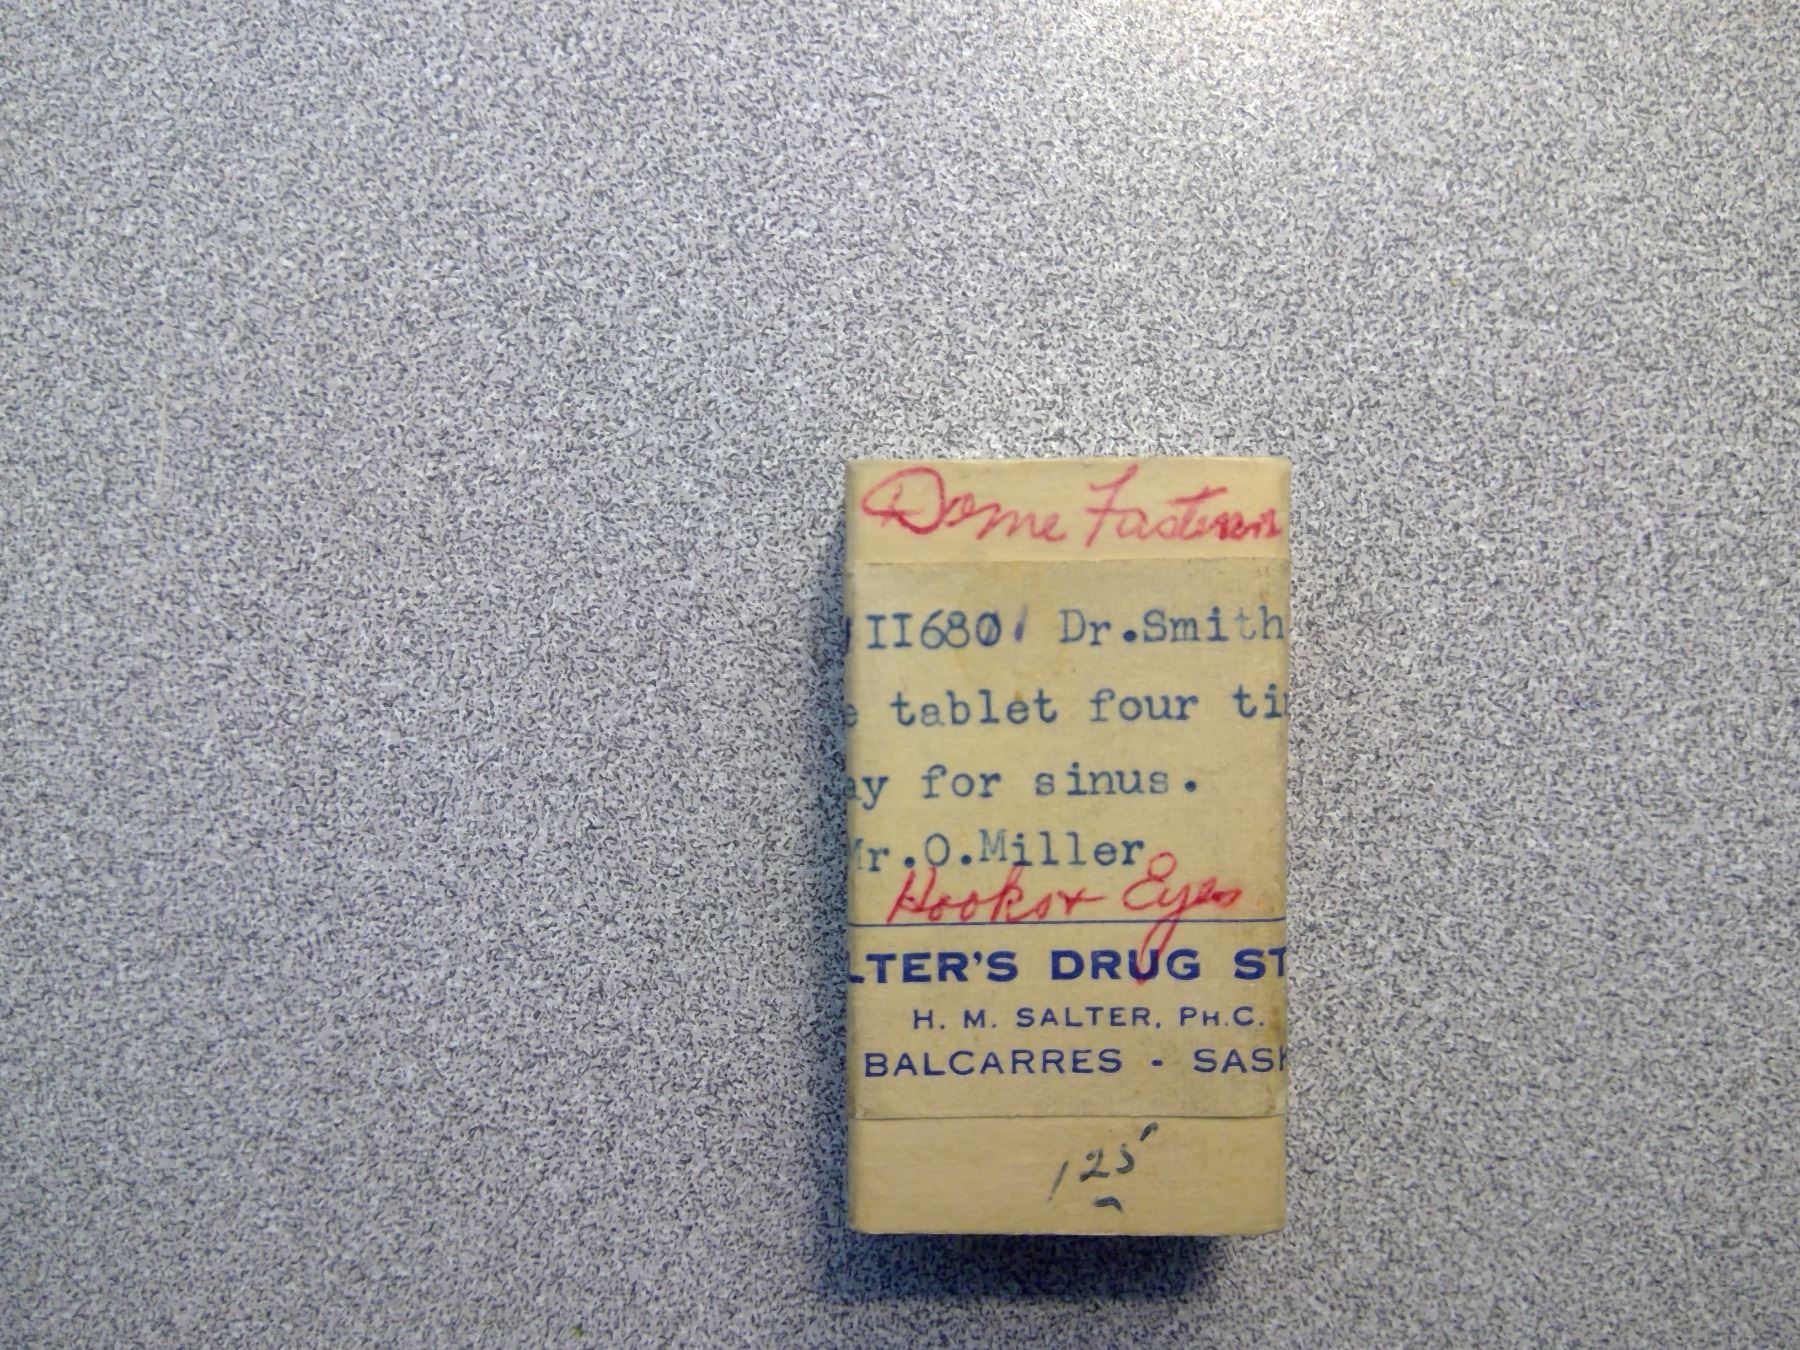 Dome Fasteners
11680 Dr.Smith
e tablet four ti
ay for sinus.
Mr.O.Miller
Hooks + Eyes
LTER'S DRUG ST
H. M. SALTER, PH.C.
BALCARRES - SASK
125